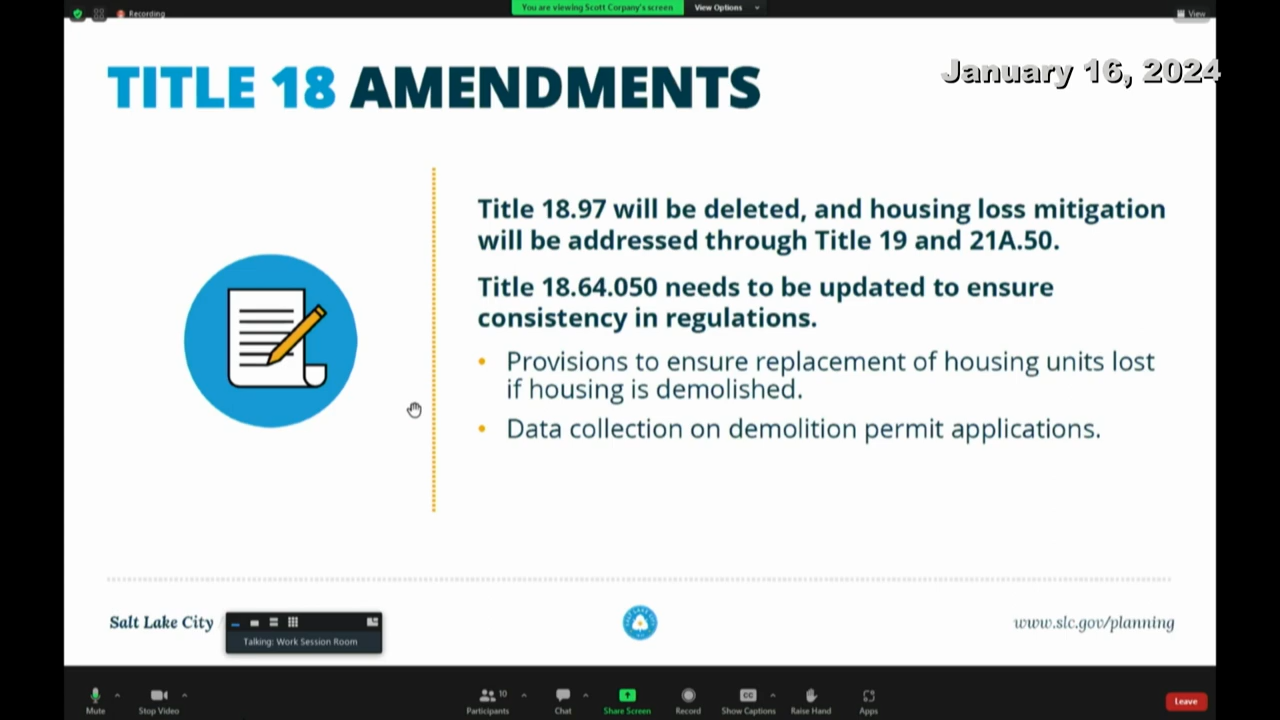 Recording
You are viewing Scott Corpany's screen
View Options
View
TITLE 18 AMENDMENTS
January 16, 2024
Title 18.97 will be deleted, and housing loss mitigation
will be addressed through Title 19 and 21A.50.
Title 18.64.050 needs to be updated to ensure
consistency in regulations.
• Provisions to ensure replacement of housing units lost
if housing is demolished.
• Data collection on demolition permit applications.
Salt Lake City
Talking: Work Session Room
www.slc.gov/planning
Mute
Stop Video
Participants
10
Chat
Share Screen
Record
CC
Show Captions
Raise Hand
Apps
Leave